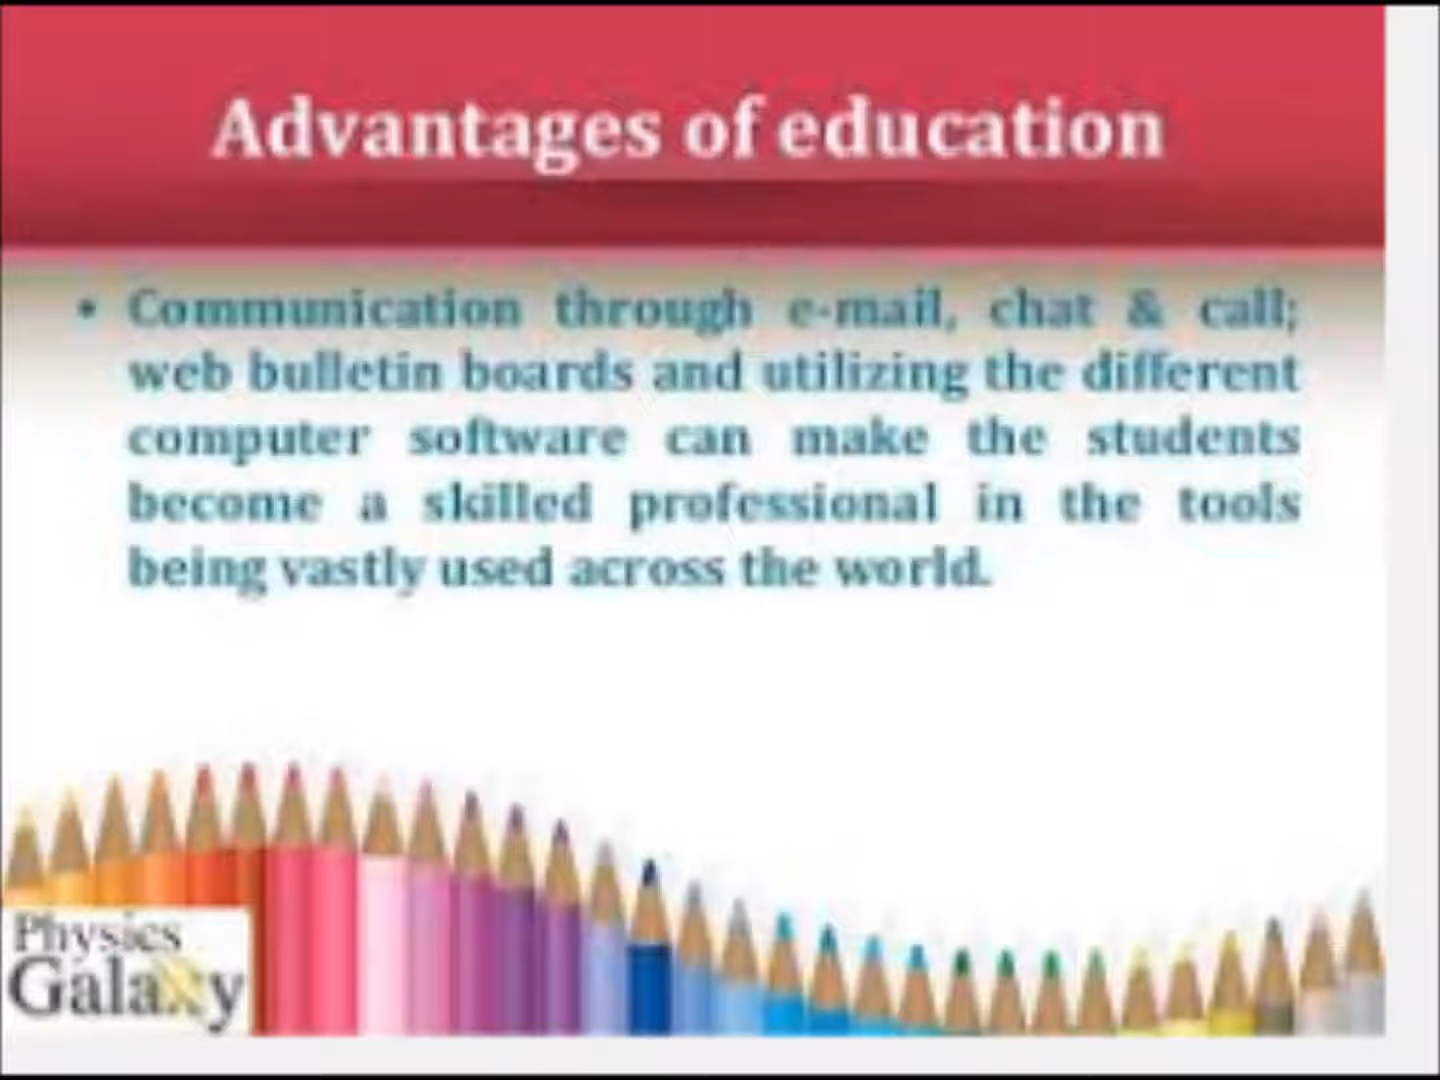 Advantages of education
• Communication through e-mail, chat & call;
web bulletin boards and utilizing the different
computer software can make the students
become a skilled professional in the tools
being vastly used across the world.
Physics
Galaxy